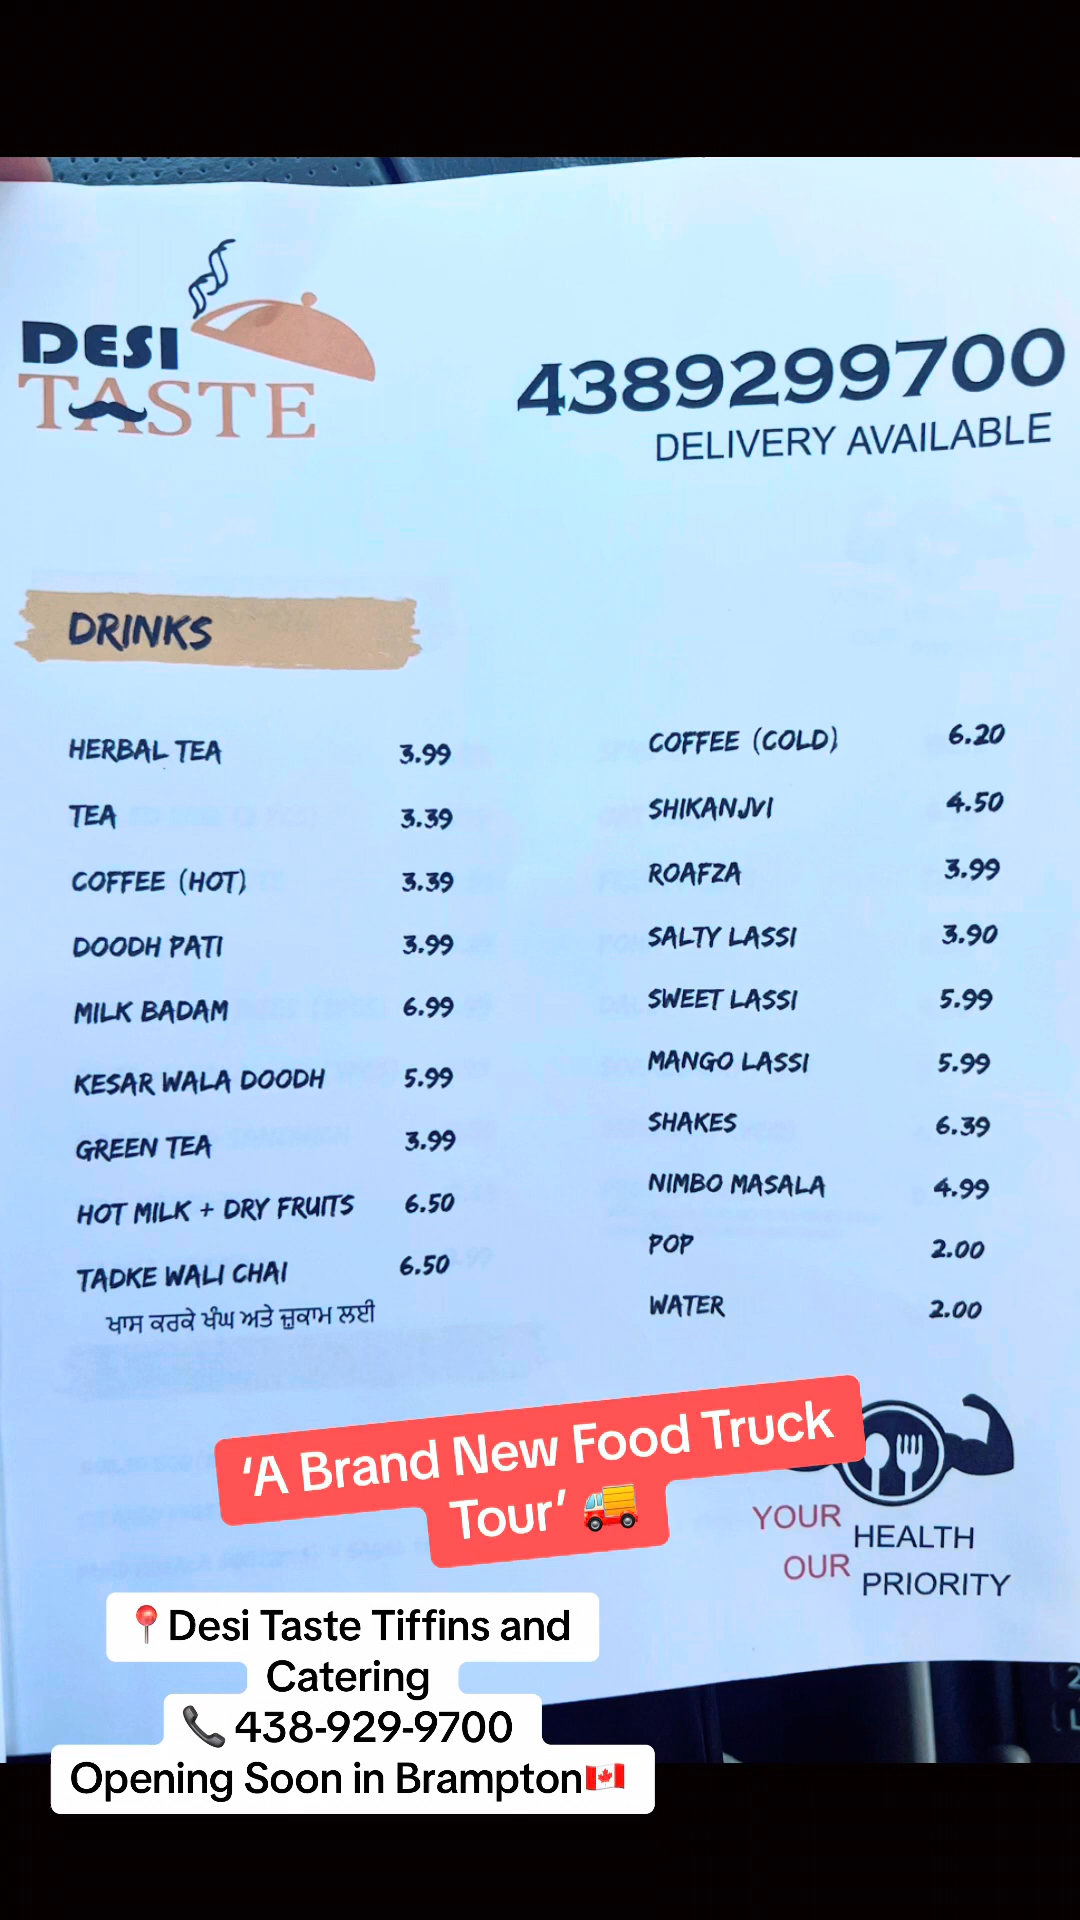 DESI
TASTE
4389299700
DELIVERY AVAILABLE
DRINKS
HERBAL TEA 3.99
TEA 3.39
COFFEE (HOT) 3.39
DOODH PATI 3.99
MILK BADAM 6.99
KESAR WALA DOODH 5.99
GREEN TEA 3.99
HOT MILK + DRY FRUITS 6.50
TADKE WALI CHAI 6.50
ਖਾਸ ਕਰਕੇ ਖੰਘ ਅਤੇ ਜ਼ੁਕਾਮ ਲਈ
COFFEE (COLD) 6.20
SHIKANJVI 4.50
ROAFZA 3.99
SALTY LASSI 3.90
SWEET LASSI 5.99
MANGO LASSI 5.99
SHAKES 6.39
NIMBO MASALA 4.99
POP 2.00
WATER 2.00
‘A Brand New Food Truck
Tour’ 🚚
YOUR HEALTH
OUR PRIORITY
📍Desi Taste Tiffins and
Catering
📞 438-929-9700
Opening Soon in Brampton🇨🇦